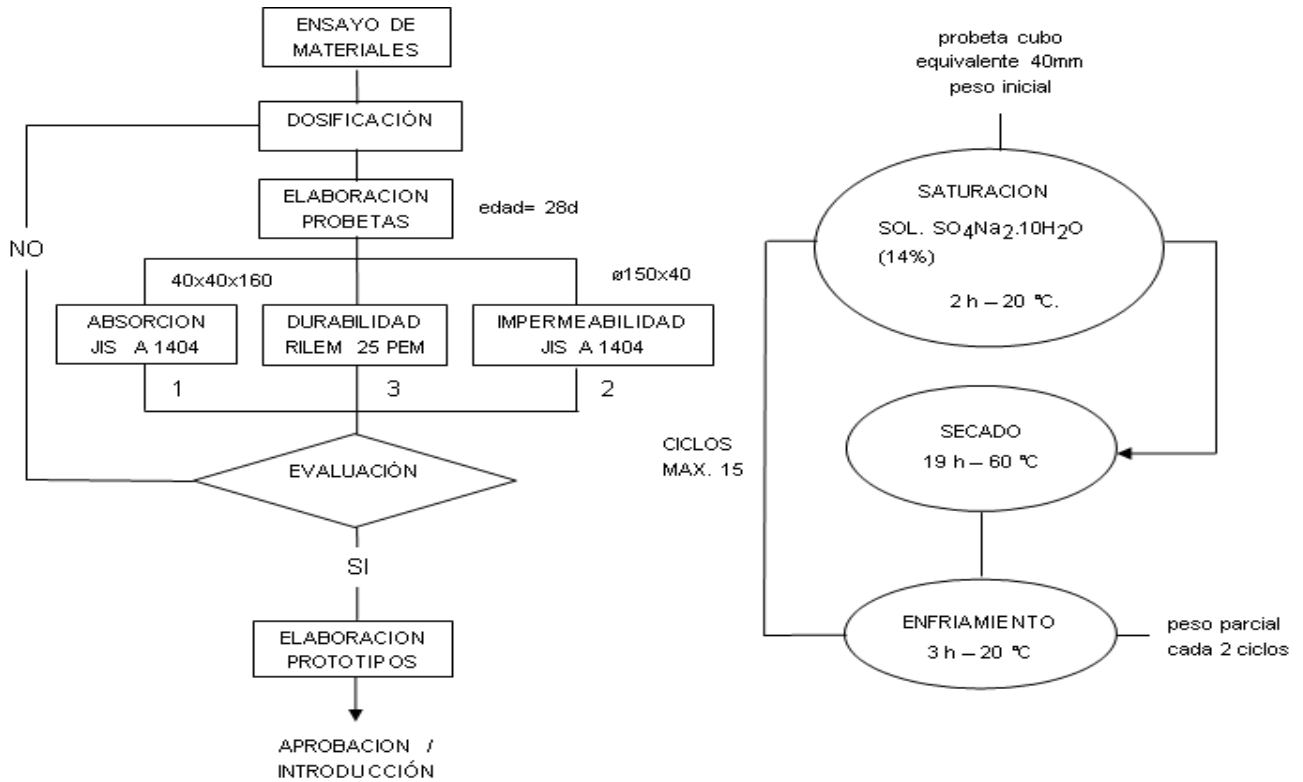 ENSAYO DE
MATERIALES
DOSIFICACIÓN
ELABORACION
PROBETAS
edad= 28d
NO
40x40x160
ø150x40
ABSORCION
JIS A 1404
DURABILIDAD
RILEM 25 PEM
IMPERMEABILIDAD
JIS A 1404
1
3
2
EVALUACIÓN
SI
ELABORACION
PROTOTIPOS
APROBACION /
INTRODUCCIÓN
probeta cubo
equivalente 40mm
peso inicial
SATURACION
SOL. SO4Na2.10H2O
(14%)
2 h – 20 ºC.
CICLOS
MAX. 15
SECADO
19 h – 60 ºC
ENFRIAMIENTO
3 h – 20 ºC
peso parcial
cada 2 ciclos